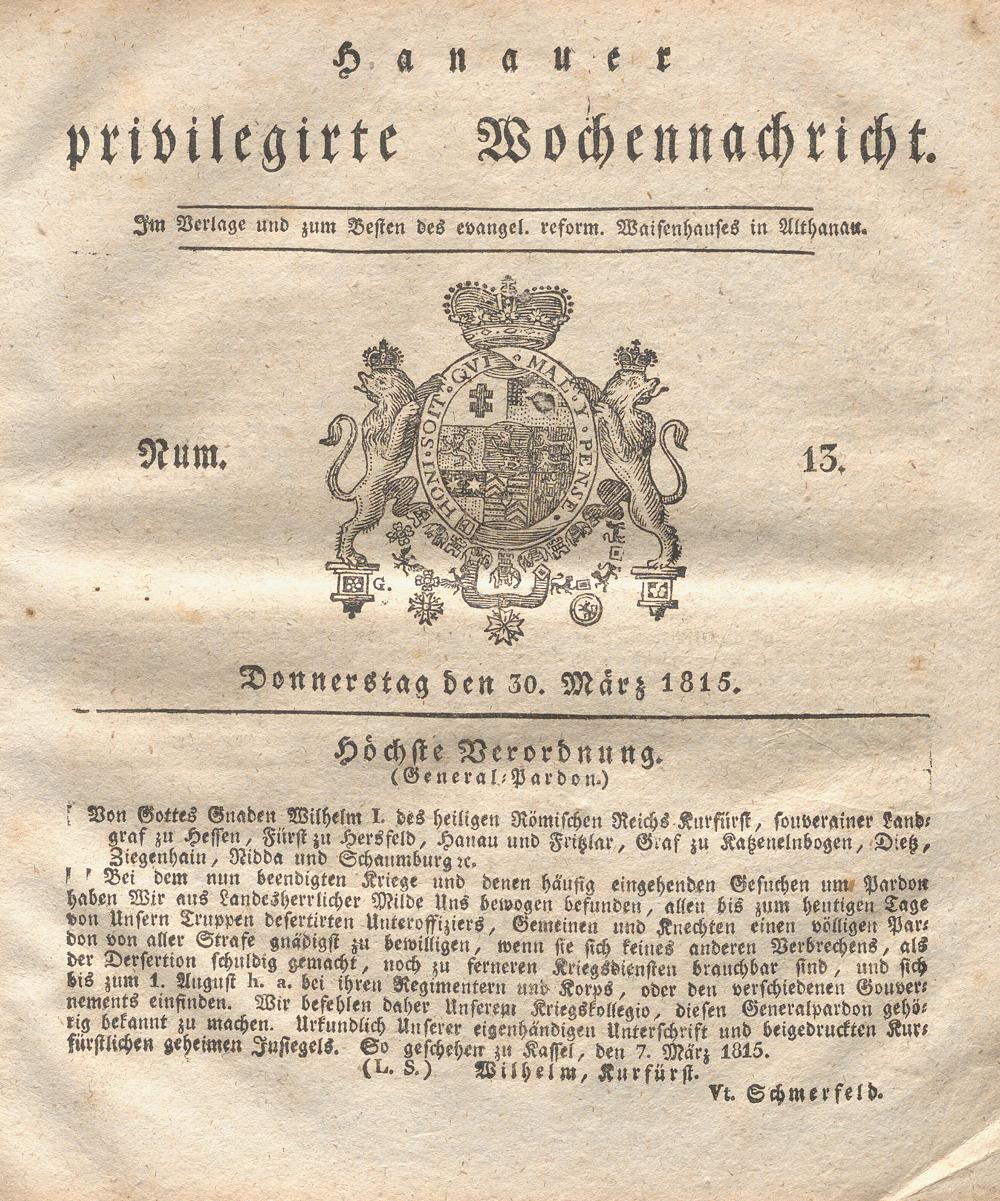 Hanauer
privilegirte Wochennachricht.
Im Verlage und zum Besten des evangel. reform. Waisenhauses in Althanau.
HONI·SOIT·QVI·MAL·Y·PENSE·
Num. 13.
G.
Donnerstag den 30. März 1815.
Höchste Verordnung.
(General-Pardon.)
Von Gottes Gnaden Wilhelm I. des heiligen Römischen Reichs Kurfürst, souverainer Land-
graf zu Hessen, Fürst zu Hersfeld, Hanau und Fritzlar, Graf zu Katzenelnbogen, Dietz,
Ziegenhain, Nidda und Schaumburg ꝛc.
Bei dem nun beendigten Kriege und denen häufig eingehenden Gesuchen um Pardon
haben Wir aus Landesherrlicher Milde Uns bewogen befunden, allen bis zum heutigen Tage
von Unsern Truppen desertirten Unteroffiziers, Gemeinen und Knechten einen völligen Par-
don von aller Strafe gnädigst zu bewilligen, wenn sie sich keines anderen Verbrechens, als
der Dersertion schuldig gemacht, noch zu ferneren Kriegsdiensten brauchbar sind, und sich
bis zum 1. August h. a. bei ihren Regimentern und Korps, oder den verschiedenen Gouver-
nements einfinden. Wir befehlen daher Unserem Kriegskollegio, diesen Generalpardon gehö-
rig bekannt zu machen. Urkundlich Unserer eigenhändigen Unterschrift und beigedruckten Kur-
fürstlichen geheimen Insiegels. So geschehen zu Kassel, den 7. März 1815.
(L. S.) Wilhelm, Kurfürst.
Vt. Schmerfeld.